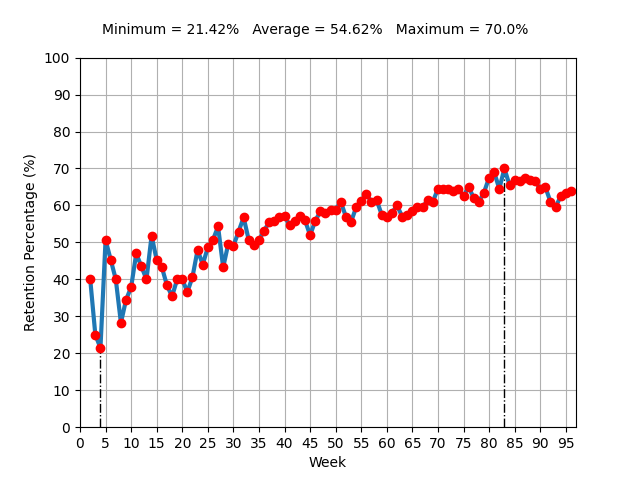 Minimum = 21.42%   Average = 54.62%   Maximum = 70.0%
100
90
80
70
60
50
40
30
20
10
0
Retention Percentage (%)
0 5 10 15 20 25 30 35 40 45 50 55 60 65 70 75 80 85 90 95
Week